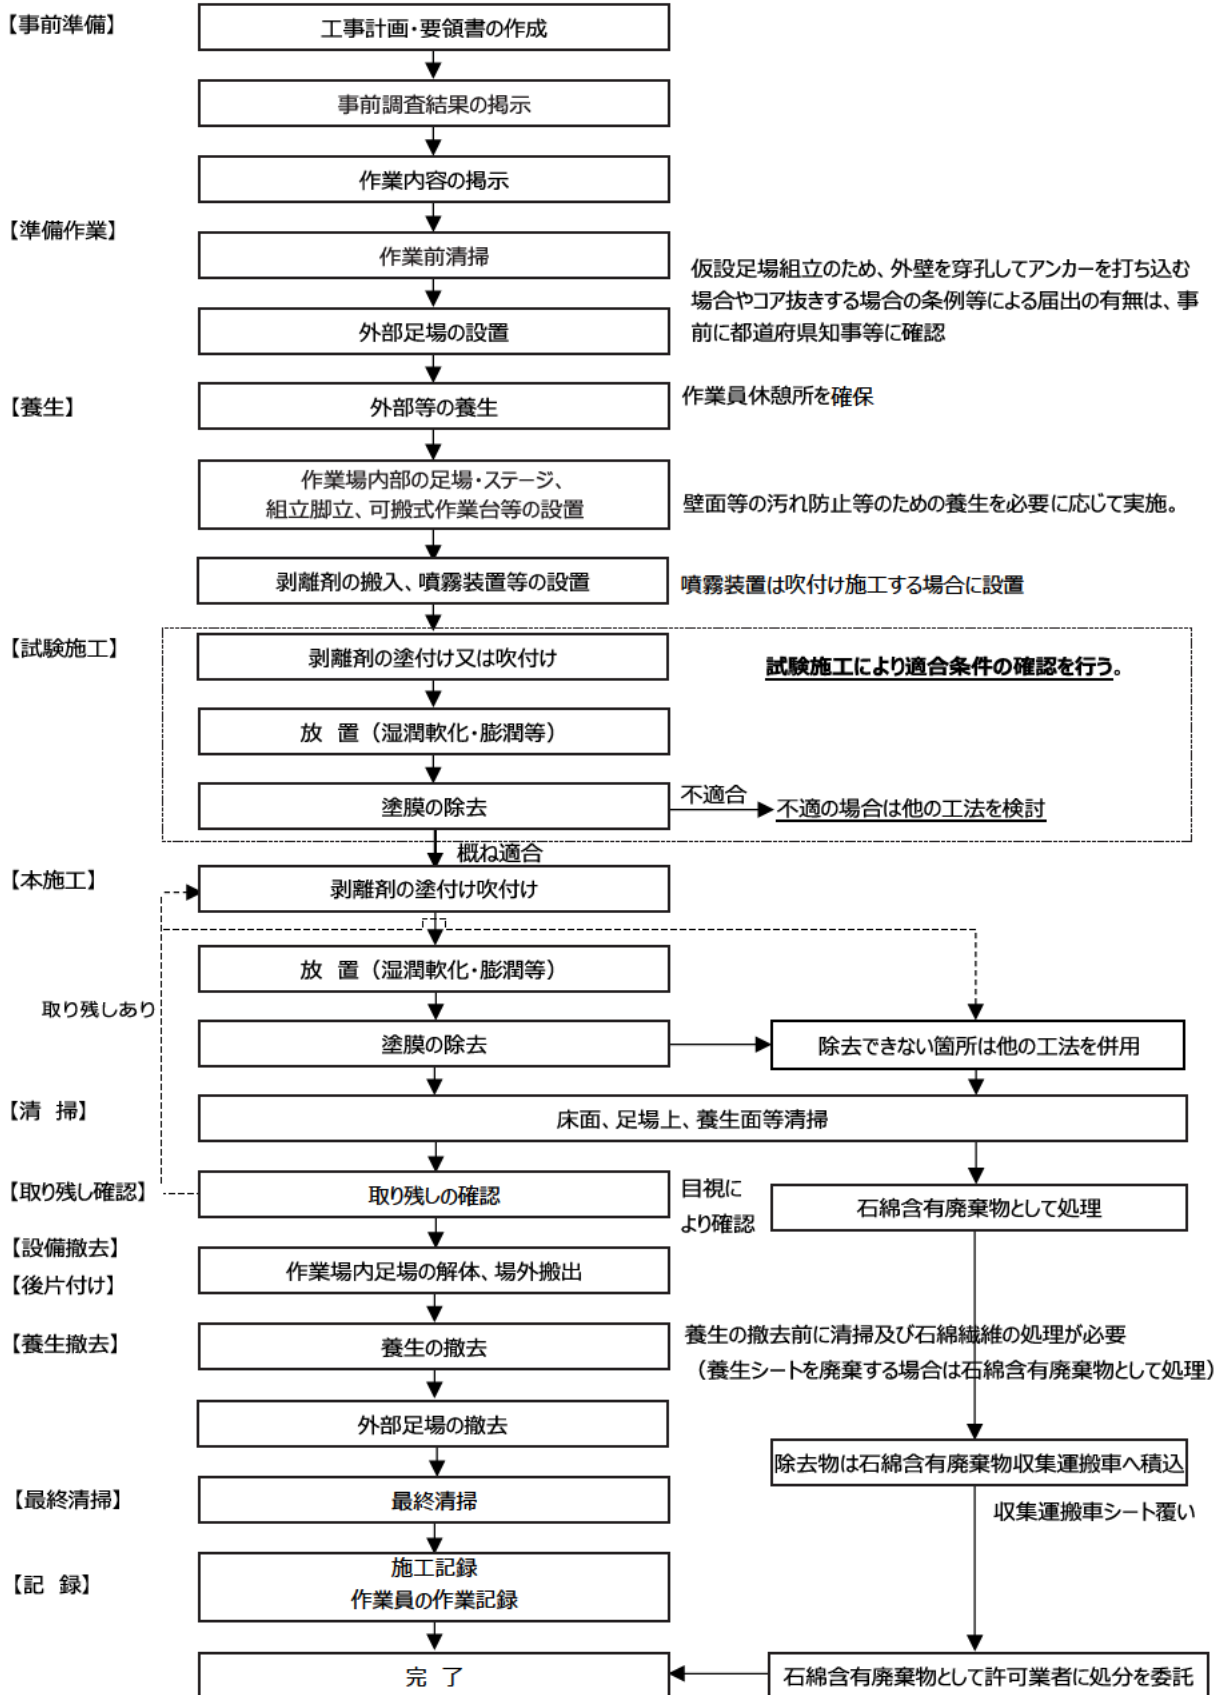 【事前準備】
工事計画・要領書の作成
事前調査結果の掲示
作業内容の掲示
【準備作業】
作業前清掃
仮設足場組立のため、外壁を穿孔してアンカーを打ち込む
場合やコア抜きする場合の条例等による届出の有無は、事
前に都道府県知事等に確認
外部足場の設置
【養生】
外部等の養生
作業員休憩所を確保
作業場内部の足場・ステージ、
組立脚立、可搬式作業台等の設置
壁面等の汚れ防止等のための養生を必要に応じて実施。
剥離剤の搬入、噴霧装置等の設置
噴霧装置は吹付け施工する場合に設置
【試験施工】
剥離剤の塗付け又は吹付け
試験施工により適合条件の確認を行う。
放 置（湿潤軟化・膨潤等）
塗膜の除去
不適合
不適の場合は他の工法を検討
概ね適合
【本施工】
剥離剤の塗付け吹付け
放 置（湿潤軟化・膨潤等）
取り残しあり
塗膜の除去
除去できない箇所は他の工法を併用
【清 掃】
床面、足場上、養生面等清掃
【取り残し確認】
取り残しの確認
目視に
より確認
石綿含有廃棄物として処理
【設備撤去】
【後片付け】
作業場内足場の解体、場外搬出
【養生撤去】
養生の撤去
養生の撤去前に清掃及び石綿繊維の処理が必要
（養生シートを廃棄する場合は石綿含有廃棄物として処理）
外部足場の撤去
除去物は石綿含有廃棄物収集運搬車へ積込
【最終清掃】
最終清掃
収集運搬車シート覆い
【記 録】
施工記録
作業員の作業記録
完 了
石綿含有廃棄物として許可業者に処分を委託